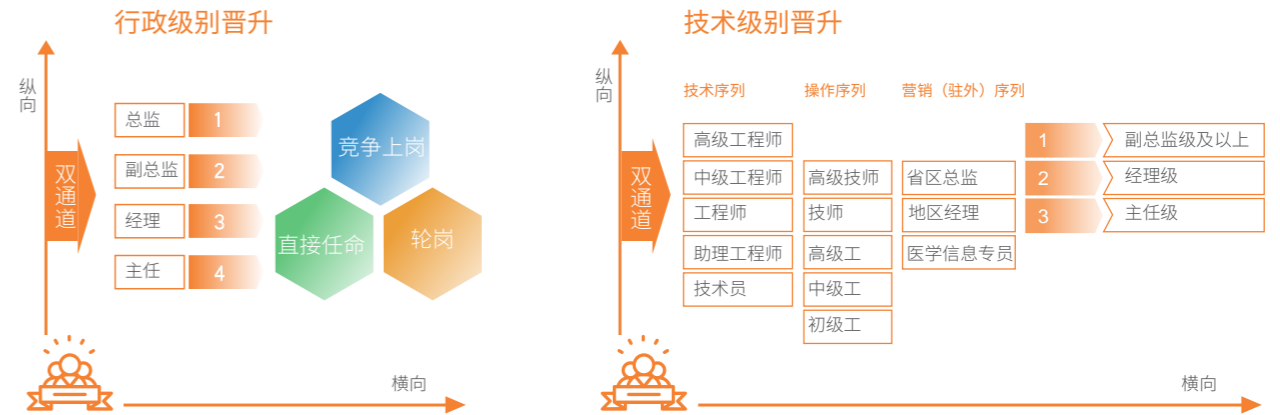 行政级别晋升
纵向
双通道
总监 1
副总监 2
经理 3
主任 4
竞争上岗
直接任命
轮岗
横向
技术级别晋升
纵向
双通道
技术序列 操作序列 营销（驻外）序列
高级工程师 1 副总监级及以上
中级工程师 高级技师 省区总监 2 经理级
工程师 技师 地区经理 3 主任级
助理工程师 高级工 医学信息专员
技术员 中级工
初级工
横向